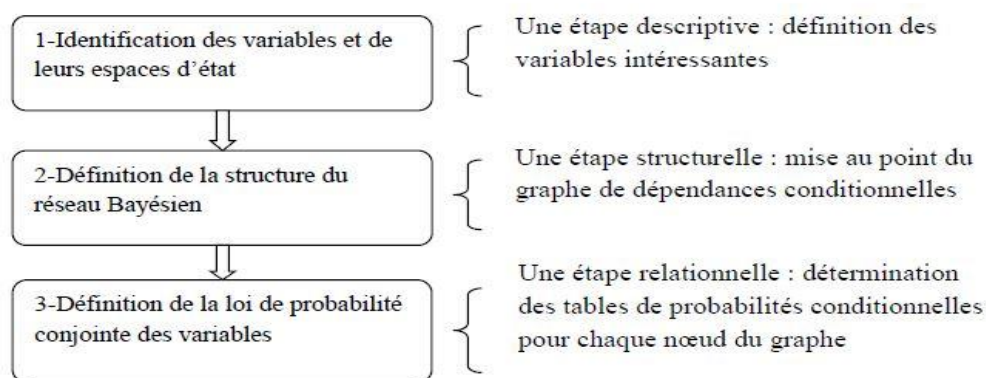 1-Identification des variables et de
leurs espaces d'état
Une étape descriptive : définition des
variables intéressantes
2-Définition de la structure du
réseau Bayésien
Une étape structurelle : mise au point du
graphe de dépendances conditionnelles
3-Définition de la loi de probabilité
conjointe des variables
Une étape relationnelle : détermination
des tables de probabilités conditionnelles
pour chaque nœud du graphe